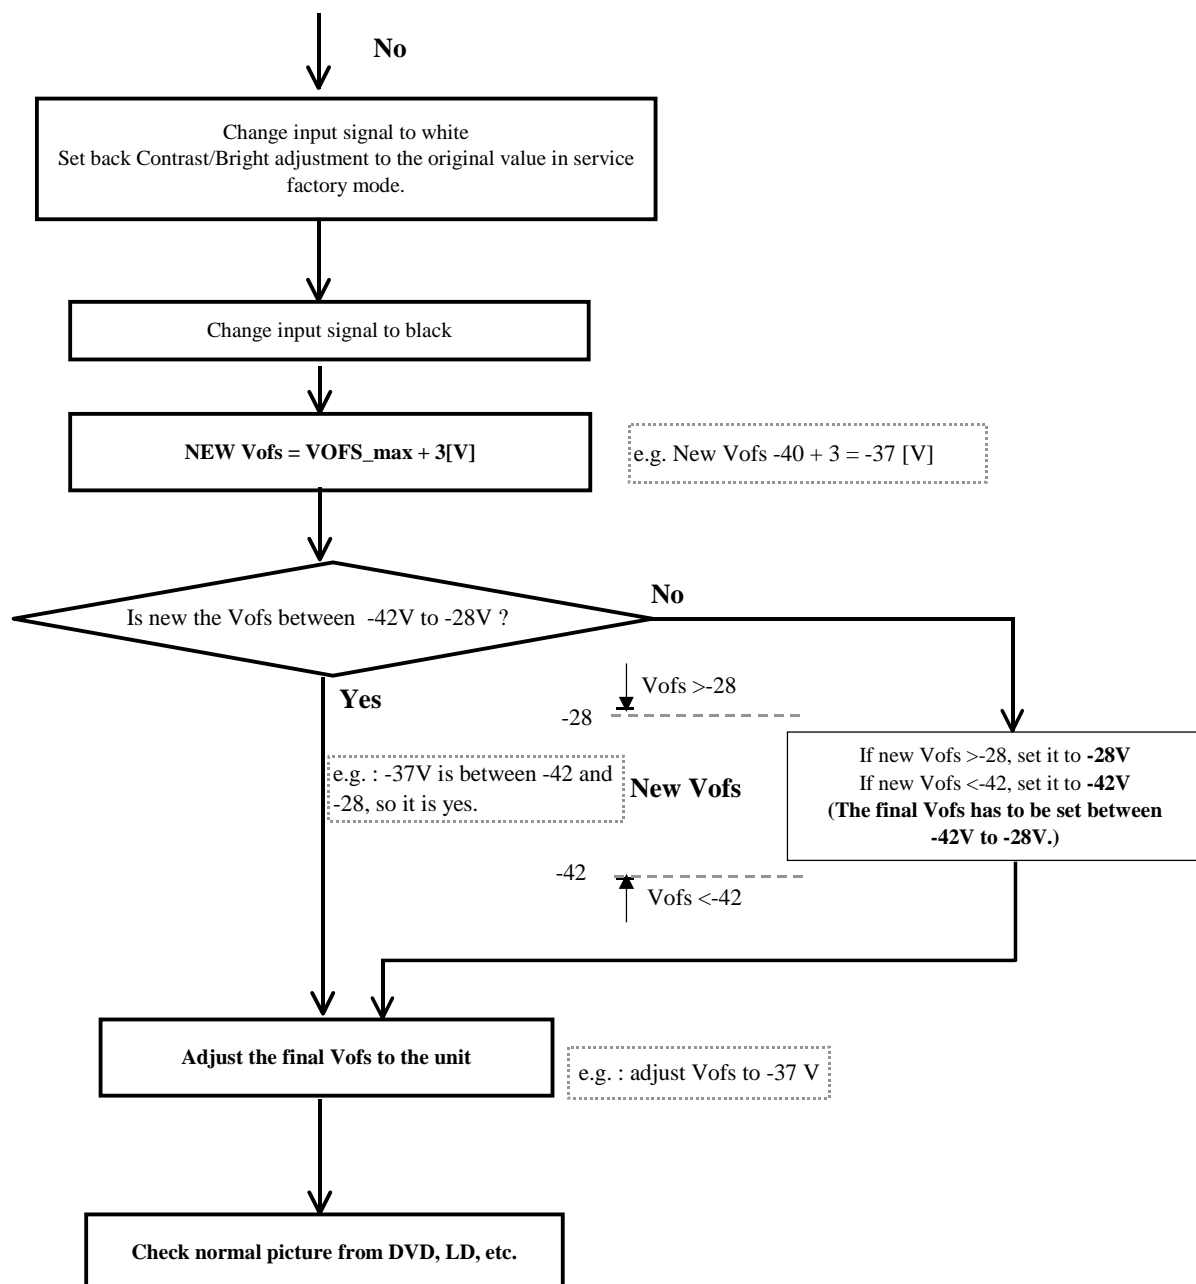 No
Change input signal to white
Set back Contrast/Bright adjustment to the original value in service
factory mode.
Change input signal to black
NEW Vofs = VOFS_max + 3[V]
e.g. New Vofs -40 + 3 = -37 [V]
Is new the Vofs between -42V to -28V ?
No
Yes
Vofs >-28
-28
e.g. : -37V is between -42 and
-28, so it is yes.
New Vofs
If new Vofs >-28, set it to -28V
If new Vofs <-42, set it to -42V
(The final Vofs has to be set between
-42V to -28V.)
-42
Vofs <-42
Adjust the final Vofs to the unit
e.g. : adjust Vofs to -37 V
Check normal picture from DVD, LD, etc.